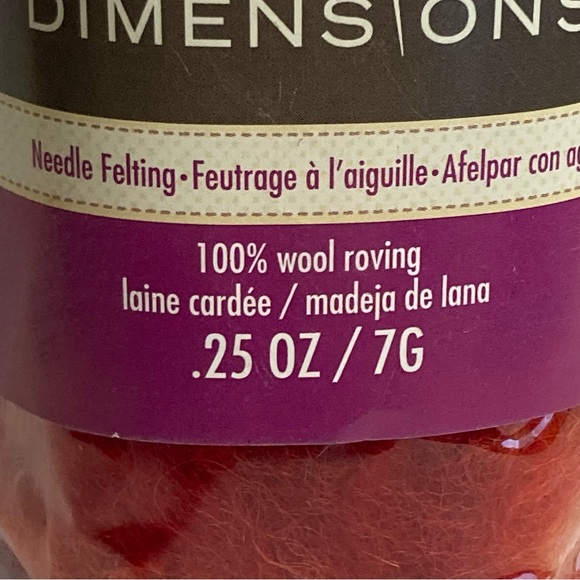 DIMENSIONS
Needle Felting • Feutrage à l'aiguille • Afelpar con
100% wool roving
laine cardée / madeja de lana
.25 OZ / 7G